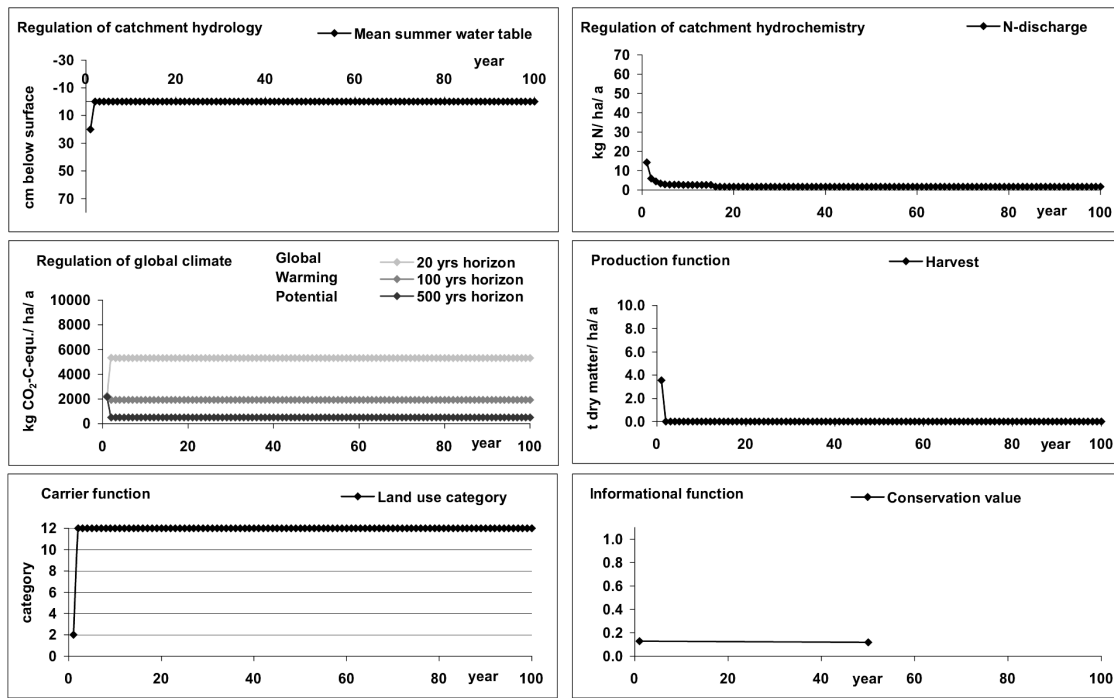 Regulation of catchment hydrology
Mean summer water table
year
-30
-10
10
30
50
70
0
20
40
60
80
100
cm below surface
Regulation of catchment hydrochemistry
N-discharge
70
60
50
40
30
20
10
0
kg N/ ha/ a
0
20
40
60
80
100
year
Regulation of global climate
Global
Warming
Potential
20 yrs horizon
100 yrs horizon
500 yrs horizon
10000
8000
6000
4000
2000
0
kg CO₂-C-equ./ ha/ a
0
20
40
60
80
100
year
Production function
Harvest
10.0
8.0
6.0
4.0
2.0
0.0
t dry matter/ ha/ a
0
20
40
60
80
100
year
Carrier function
Land use category
12
10
8
6
4
2
0
category
0
20
40
60
80
100
year
Informational function
Conservation value
1.0
0.8
0.6
0.4
0.2
0.0
0
20
40
60
80
100
year